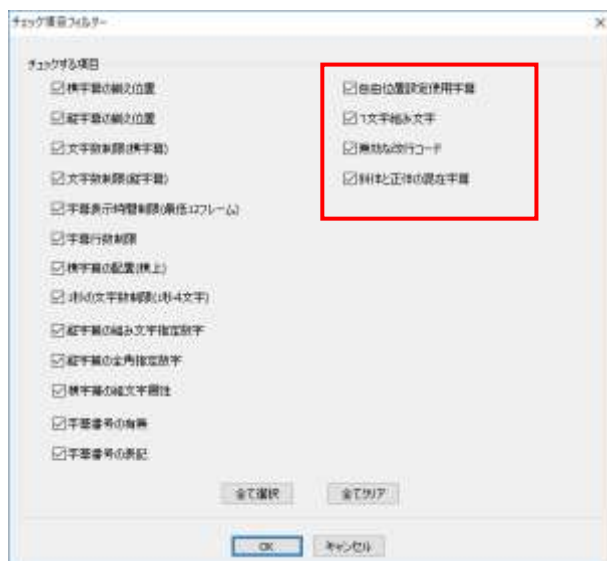 チェック項目フィルター
チェックする項目
横字幕の揃え位置
縦字幕の揃え位置
文字数制限(横字幕)
文字数制限(縦字幕)
字幕表示時間制限(最低12フレーム)
字幕行数制限
横字幕の配置(横上)
ﾙﾋﾞの文字数制限(ﾙﾋﾞ4文字)
縦字幕の組み文字指定数字
縦字幕の全角指定数字
横字幕の組文字属性
字幕番号の有無
字幕番号の表記
自由位置設定使用字幕
1文字組み文字
無効な改行コード
斜体と正体の混在字幕
全て選択
全てクリア
OK
キャンセル